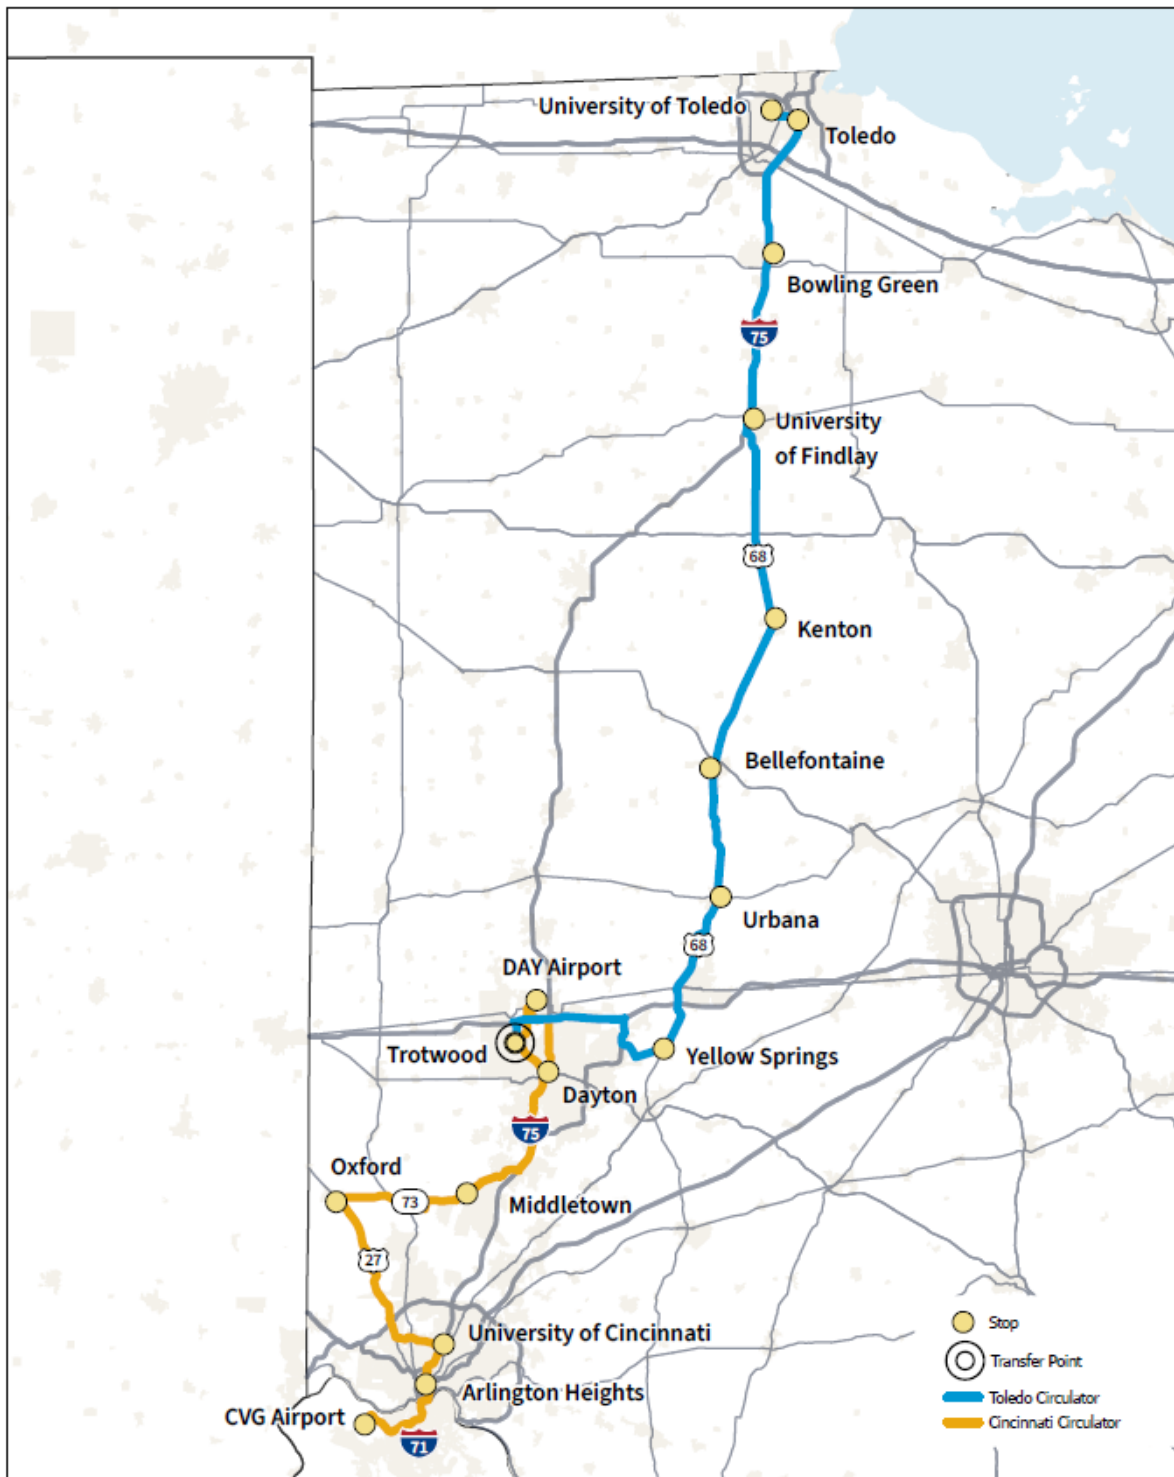 University of Toledo
Toledo
Bowling Green
75
University
of Findlay
68
Kenton
Bellefontaine
Urbana
68
DAY Airport
Trotwood
Yellow Springs
Dayton
75
Oxford
73
Middletown
27
University of Cincinnati
Arlington Heights
CVG Airport
71
Stop
Transfer Point
Toledo Circulator
Cincinnati Circulator